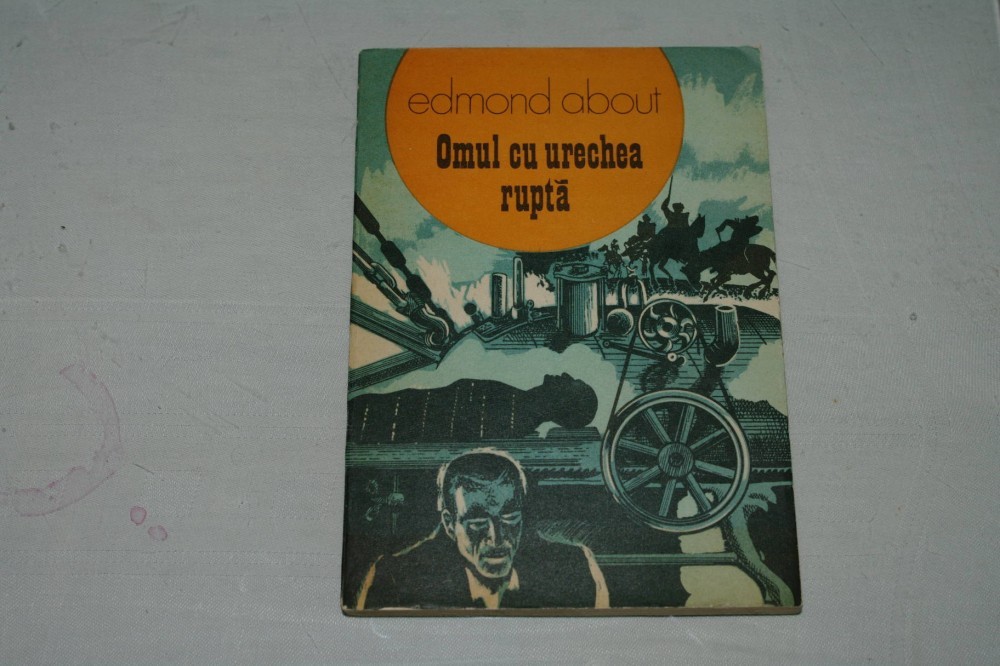 edmond about
Omul cu urechea
ruptă